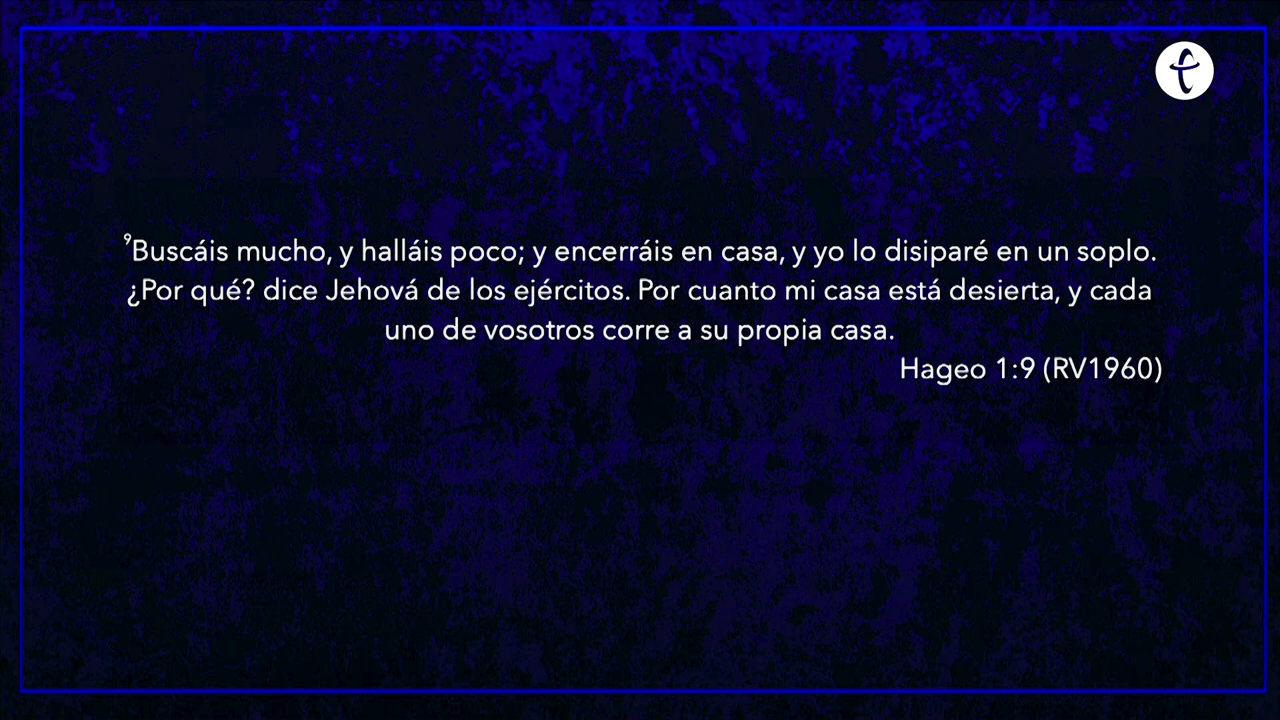 ⁹Buscáis mucho, y halláis poco; y encerráis en casa, y yo lo disiparé en un soplo.
¿Por qué? dice Jehová de los ejércitos. Por cuanto mi casa está desierta, y cada
uno de vosotros corre a su propia casa.
Hageo 1:9 (RV1960)